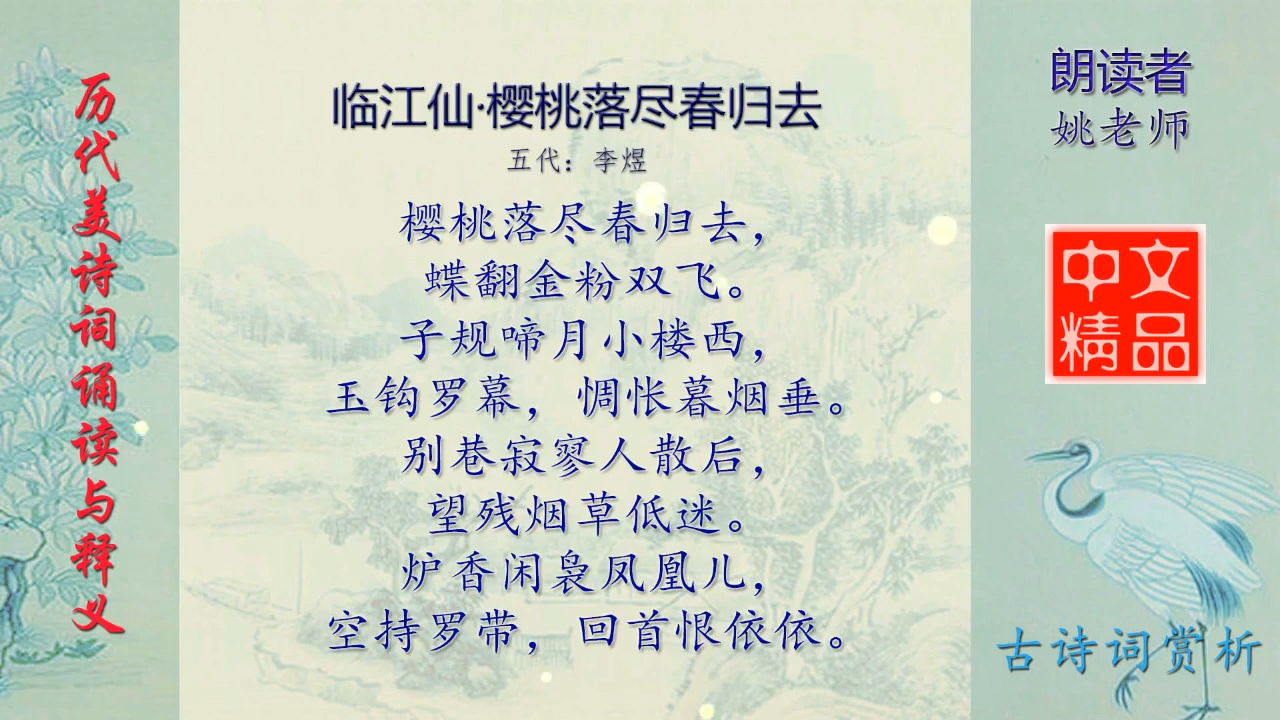 历代美诗词诵读与释义
临江仙·樱桃落尽春归去
五代：李煜
樱桃落尽春归去，
蝶翻金粉双飞。
子规啼月小楼西，
玉钩罗幕，惆怅暮烟垂。
别巷寂寥人散后，
望残烟草低迷。
炉香闲袅凤凰儿，
空持罗带，回首恨依依。
朗读者
姚老师
中文
精品
古诗词赏析